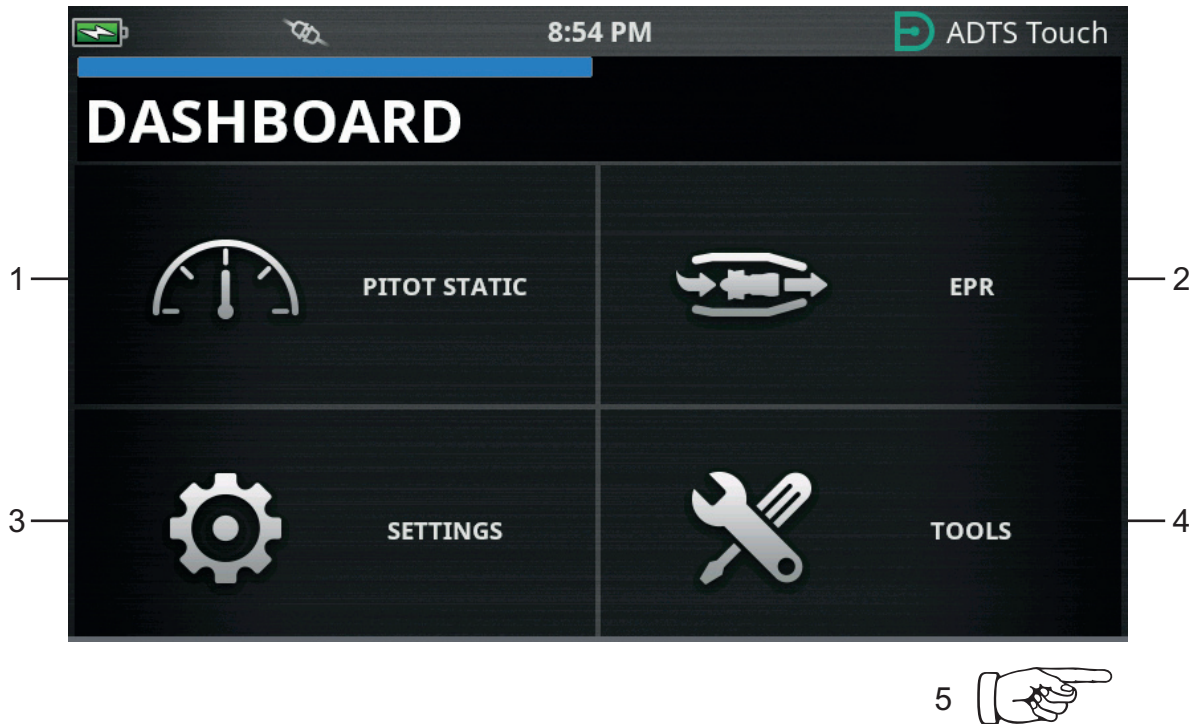 8:54 PM ADTS Touch
DASHBOARD
1 PITOT STATIC EPR 2
3 SETTINGS TOOLS 4
5